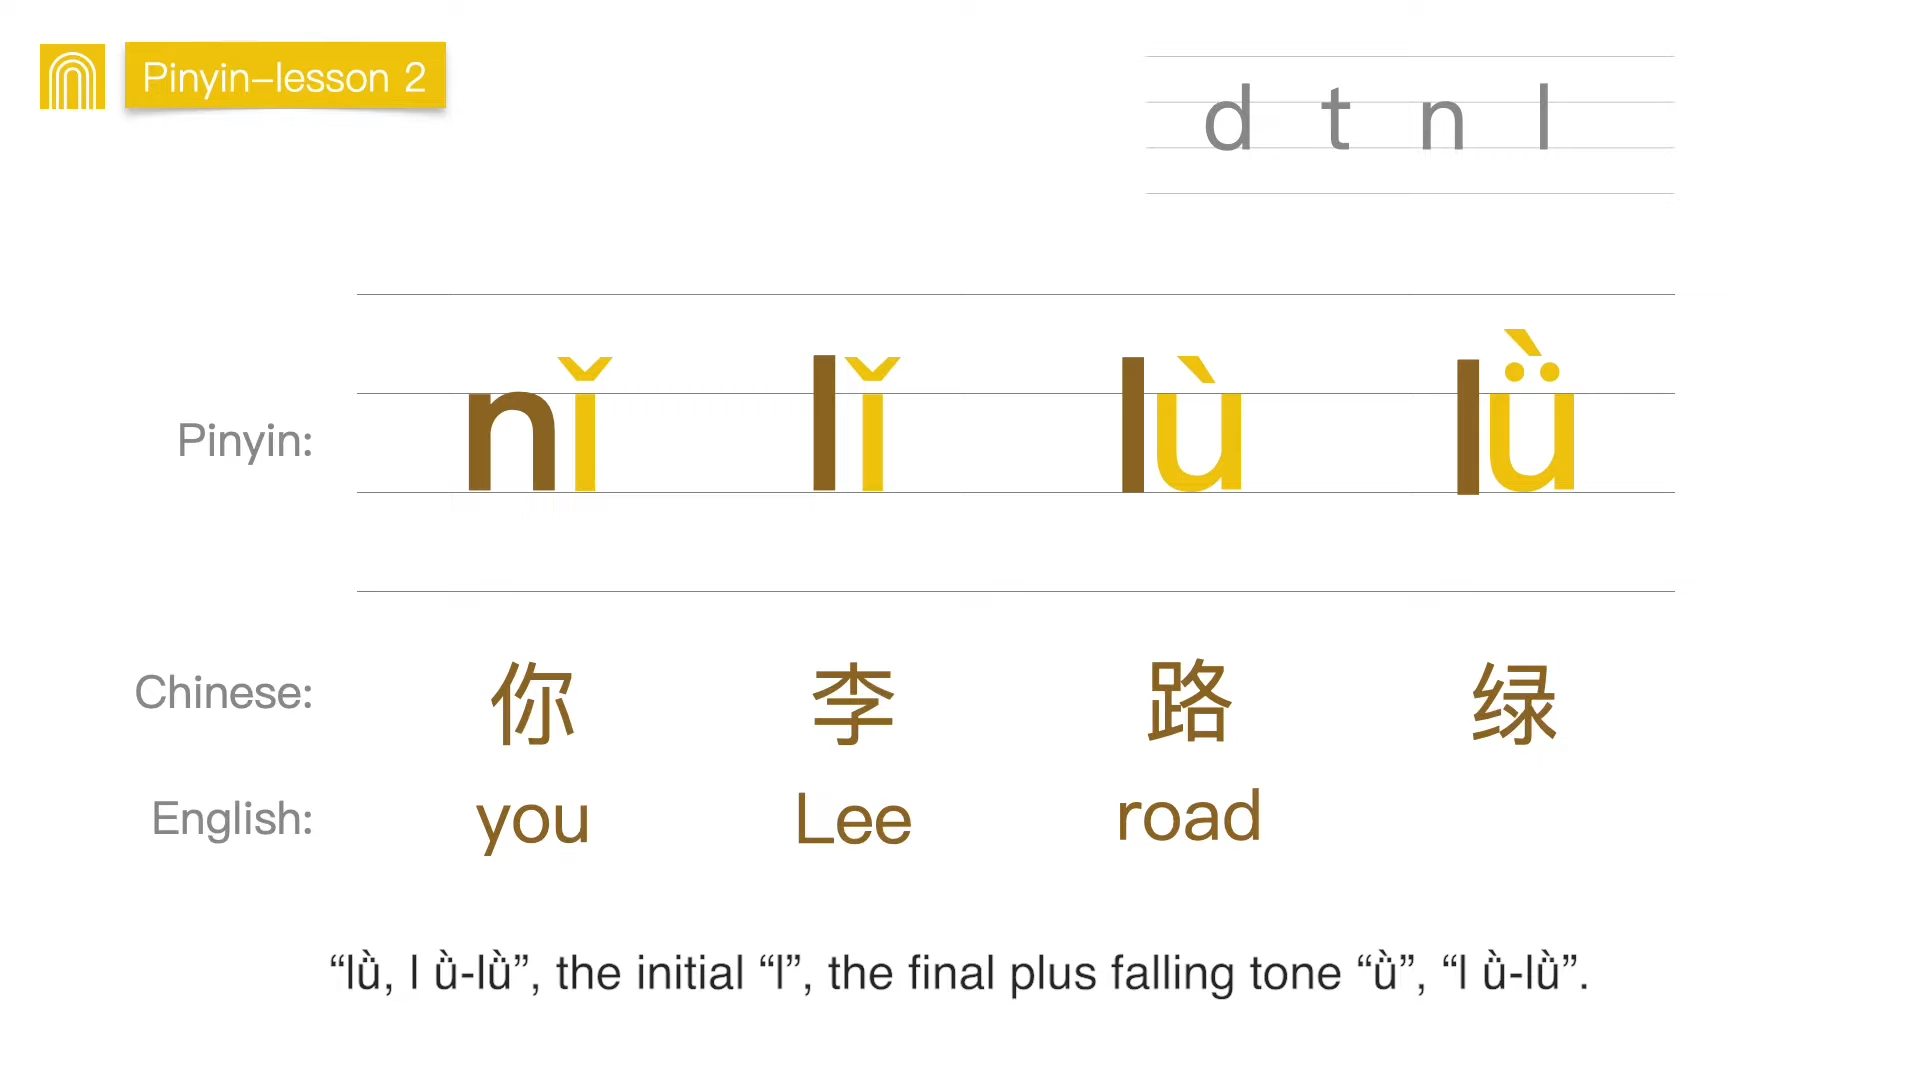 Pinyin-lesson 2
d t n l
Pinyin: nǐ lǐ lù lǜ
Chinese: 你 李 路 绿
English: you Lee road
“lǜ, l ǜ-lǜ”, the initial “l”, the final plus falling tone “ǜ”, “l ǜ-lǜ”.